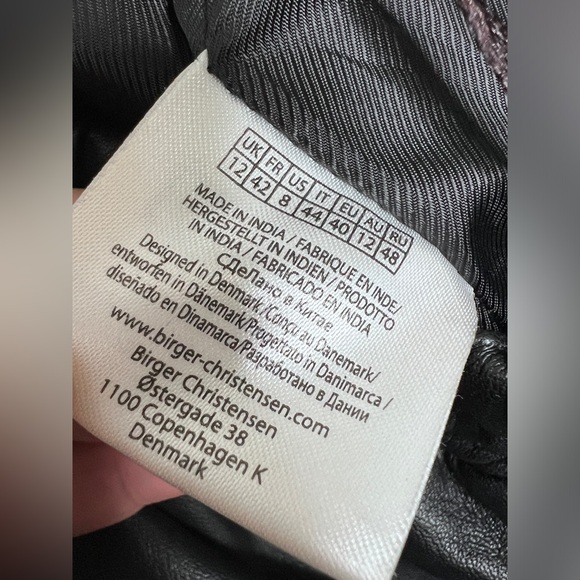 UK FR US IT EU AU RU
12 42 8 44 40 12 48
MADE IN INDIA / FABRIQUE EN INDE/
HERGESTELLT IN INDIEN / PRODOTTO
IN INDIA / FABRICADO EN INDIA
СДеЛано в Китае
Designed in Denmark/Conçu au Danemark/
entworfen in Dänemark/Progettato in Danimarca /
diseñado en Dinamarca/Разработано в Дании
www.birger-christensen.com
Birger Christensen
Østergade 38
1100 Copenhagen K
Denmark